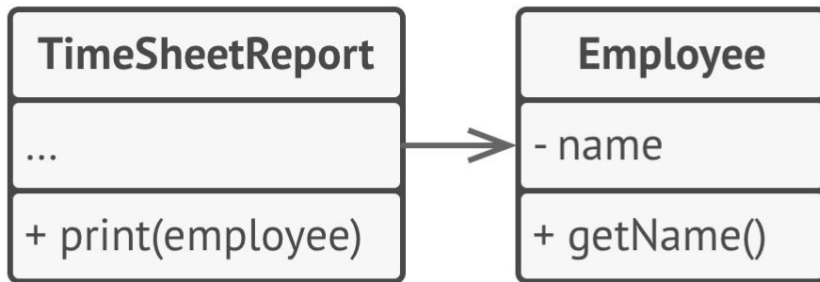 TimeSheetReport
...
+ print(employee)
Employee
- name
+ getName()